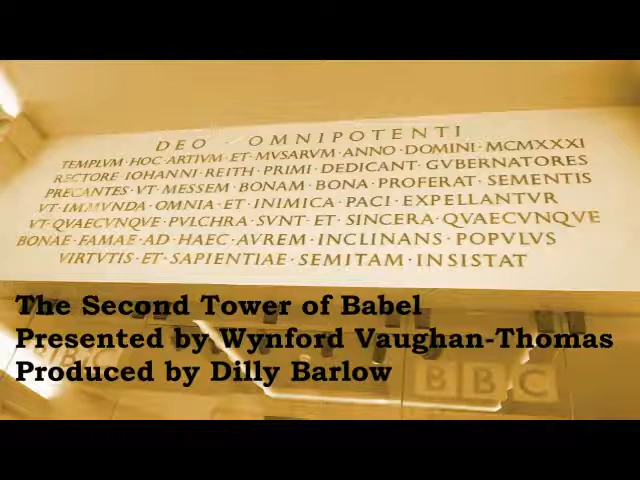 DEO · OMNIPOTENTI
TEMPLVM·HOC·ARTIVM·ET·MVSARVM·ANNO·DOMINI·MCMXXXI
RECTORE·IOHANNI·REITH·PRIMI·DEDICANT·GVBERNATORES
PRECANTES·VT·MESSEM·BONAM·BONA·PROFERAT·SEMENTIS
VT·IMMVNDA·OMNIA·ET·INIMICA·PACI·EXPELLANTVR
VT·QVAECVNQVE·PVLCHRA·SVNT·ET·SINCERA·QVAECVNQVE
BONAE·FAMAE·AD·HAEC·AVREM·INCLINANS·POPVLVS
VIRTVTIS·ET·SAPIENTIAE·SEMITAM·INSISTAT
The Second Tower of Babel
Presented by Wynford Vaughan-Thomas
Produced by Dilly Barlow
BBC
BBC